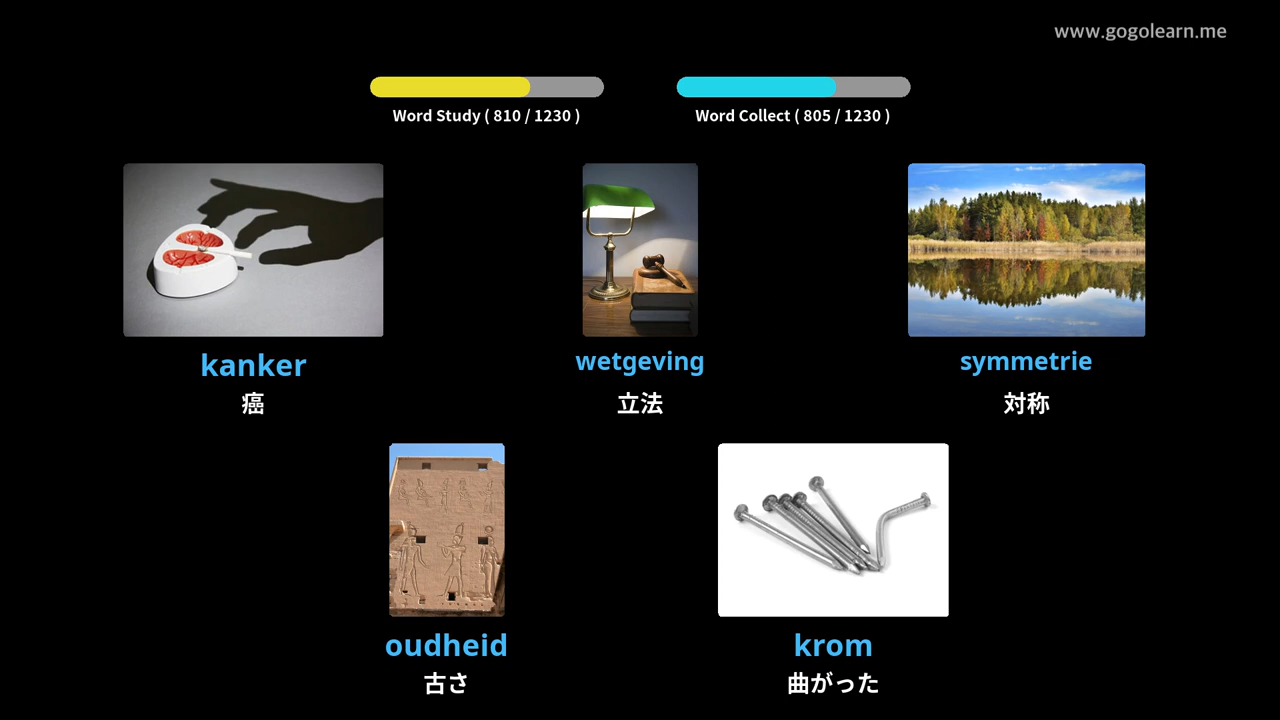 www.gogolearn.me
Word Study ( 810 / 1230 )
Word Collect ( 805 / 1230 )
kanker
癌
wetgeving
立法
symmetrie
対称
oudheid
古さ
krom
曲がった